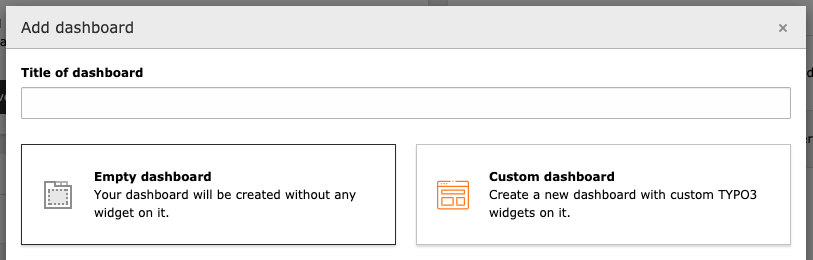 Add dashboard
×
Title of dashboard
Empty dashboard
Your dashboard will be created without any
widget on it.
Custom dashboard
Create a new dashboard with custom TYPO3
widgets on it.